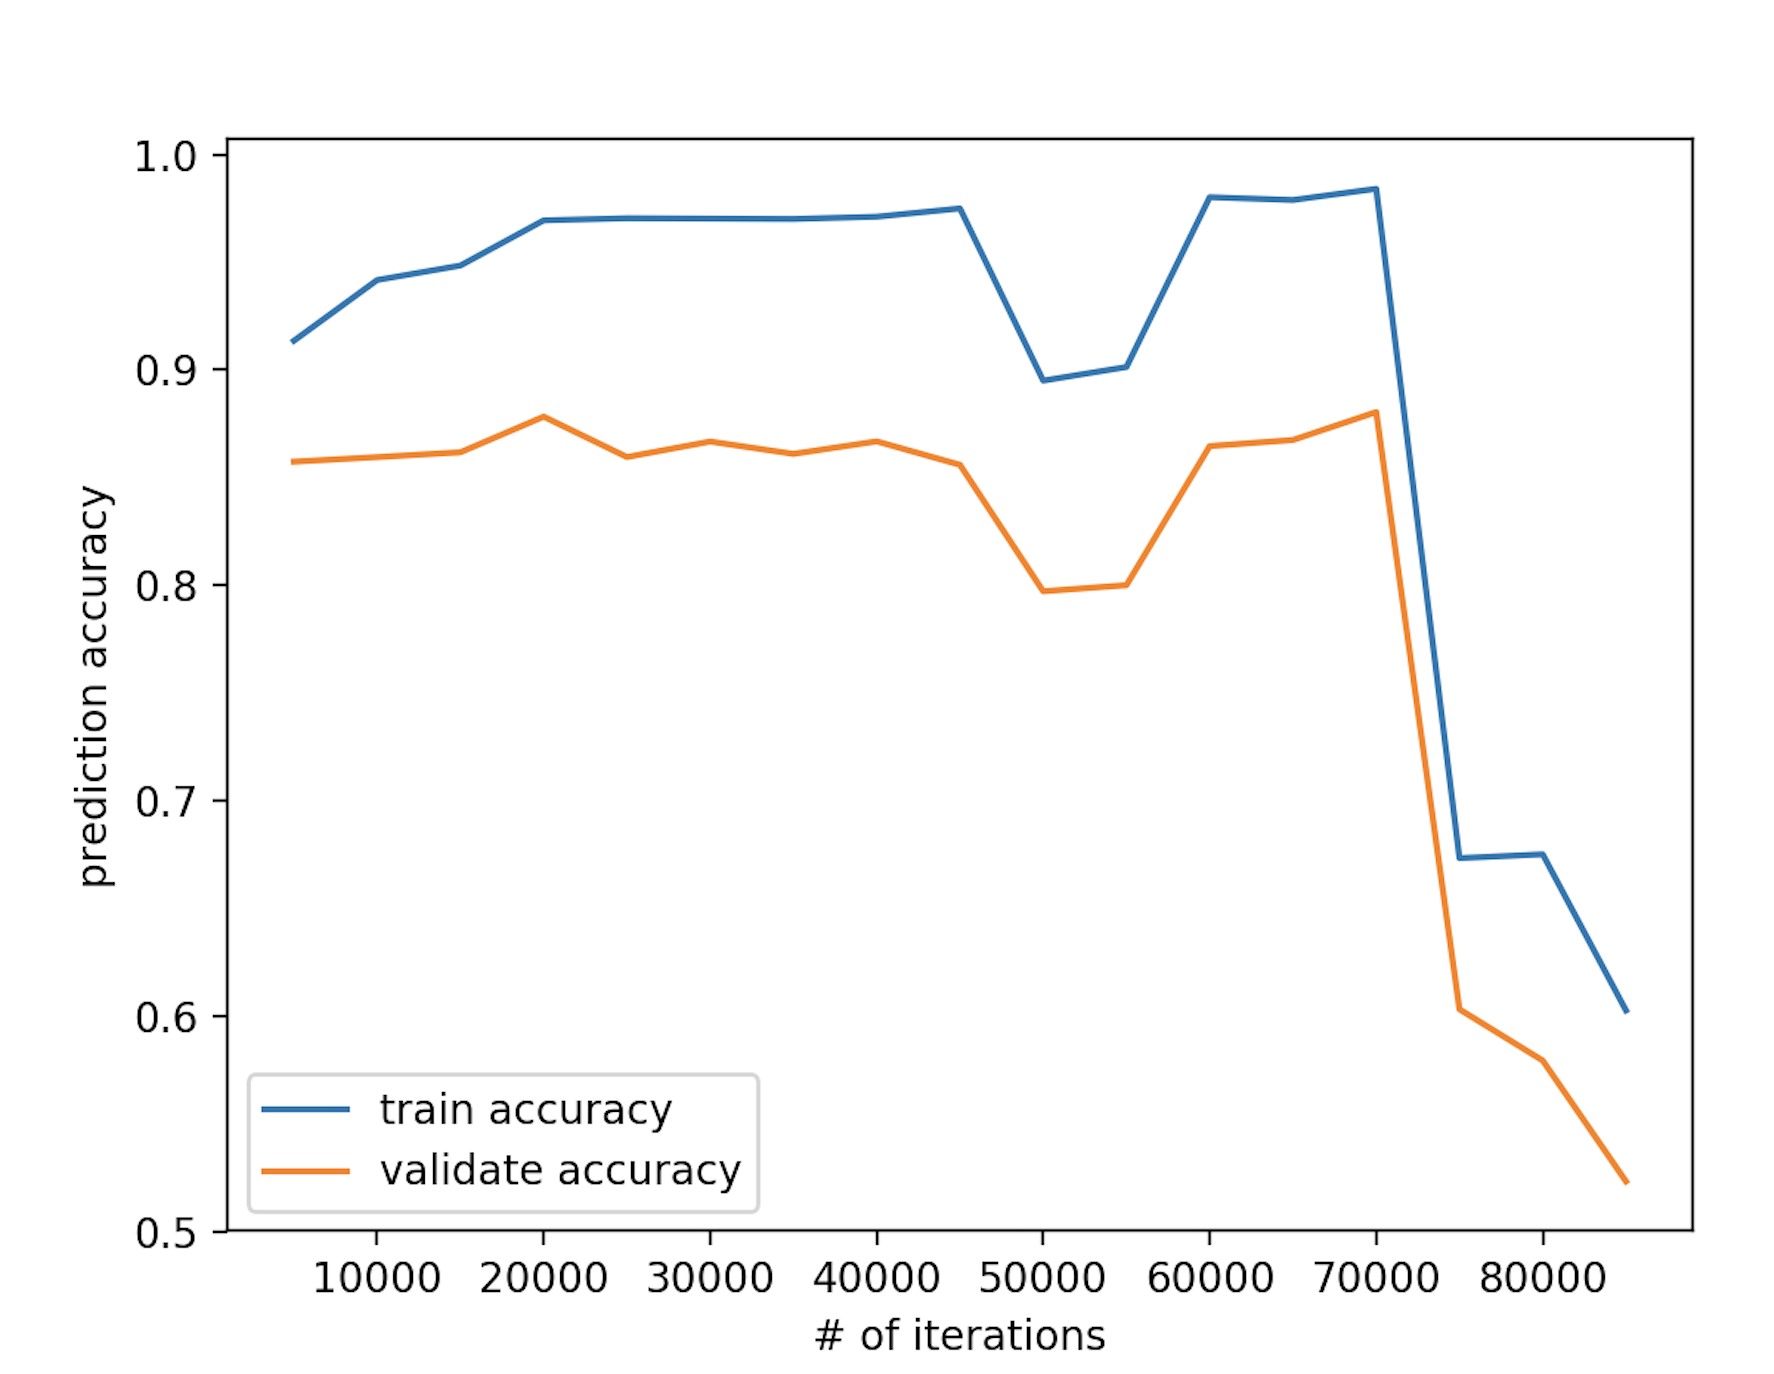 1.0
0.9
0.8
0.7
0.6
0.5
prediction accuracy
train accuracy
validate accuracy
10000 20000 30000 40000 50000 60000 70000 80000
# of iterations